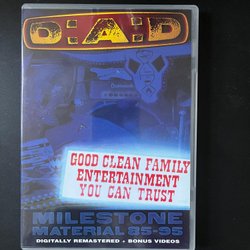 D:A:D
GOOD CLEAN FAMILY
ENTERTAINMENT
YOU CAN TRUST
MILESTONE
MATERIAL 85-95
DIGITALLY REMASTERED + BONUS VIDEOS